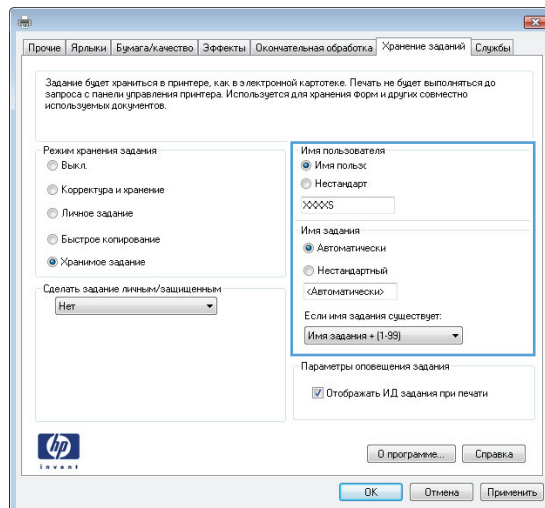 Прочие Ярлыки Бумага/качество Эффекты Окончательная обработка Хранение заданий Службы
Задание будет храниться в принтере, как в электронной картотеке. Печать не будет выполняться до
запроса с панели управления принтера. Используется для хранения форм и других совместно
используемых документов.
Режим хранения задания
Выкл.
Корректура и хранение
Личное задание
Быстрое копирование
Хранимое задание
Сделать задание личным/защищенным
Нет
Имя пользователя
Имя пользс
Нестандарт
XXXXS
Имя задания
Автоматически
Нестандартный
<Автоматически>
Если имя задания существует:
Имя задания + (1-99)
Параметры оповещения задания
Отображать ИД задания при печати
hp
invent
О программе... Справка
OK Отмена Применить